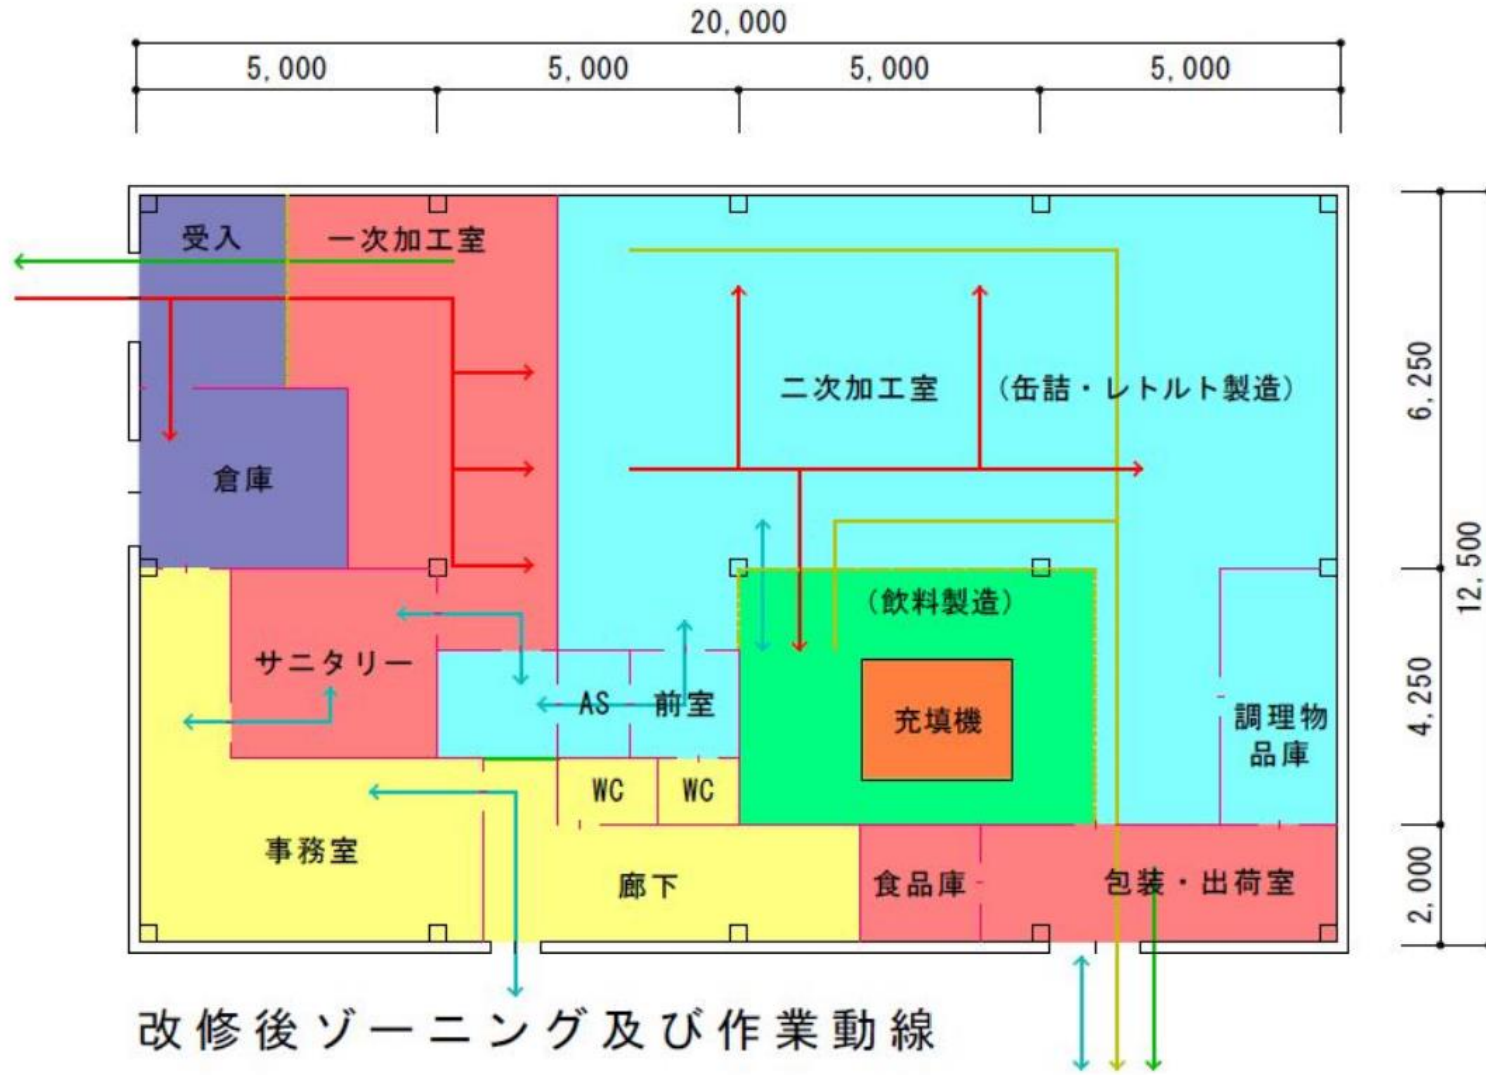 20,000
5,000 5,000 5,000 5,000
受入 一次加工室
二次加工室 (缶詰・レトルト製造)
6,250
倉庫
12,500
(飲料製造)
サニタリー
AS 前室
充填機
調理物
品庫
4,250
WC WC
事務室
廊下
食品庫
包装・出荷室
2,000
改修後ゾーニング及び作業動線